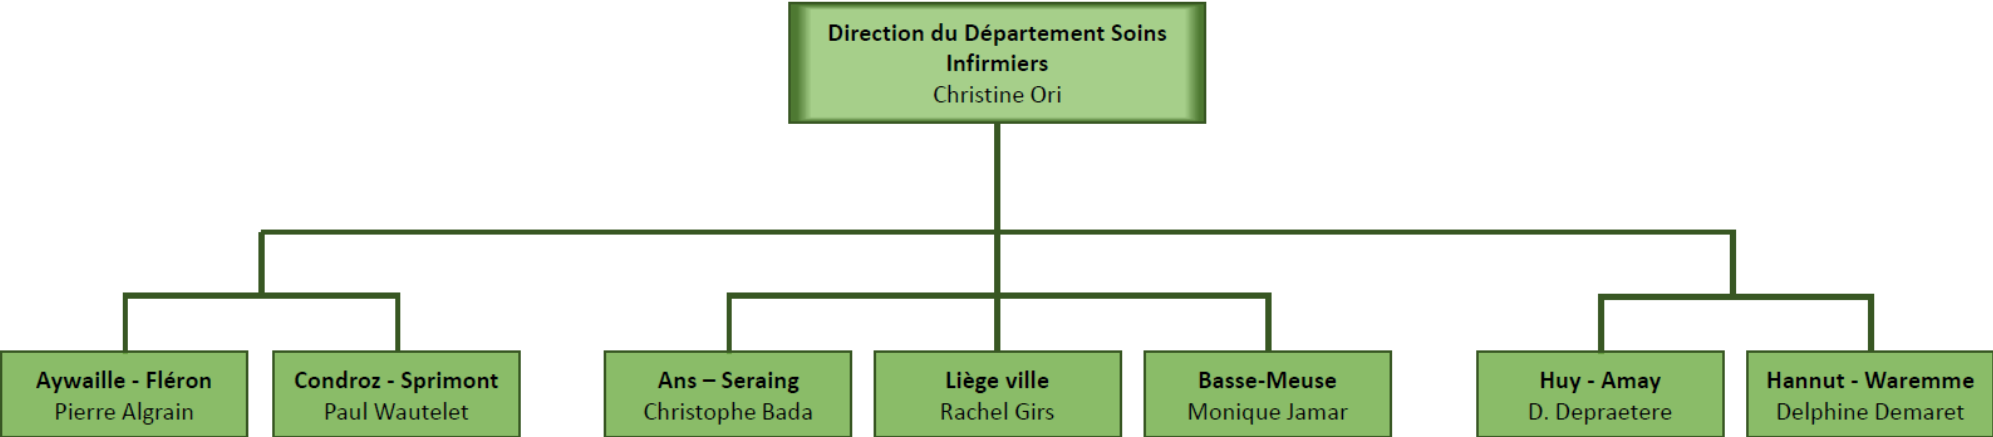 Direction du Département Soins
Infirmiers
Christine Ori
Aywaille - Fléron
Pierre Algrain
Condroz - Sprimont
Paul Wautelet
Ans – Seraing
Christophe Bada
Liège ville
Rachel Girs
Basse-Meuse
Monique Jamar
Huy - Amay
D. Depraetere
Hannut - Waremme
Delphine Demaret